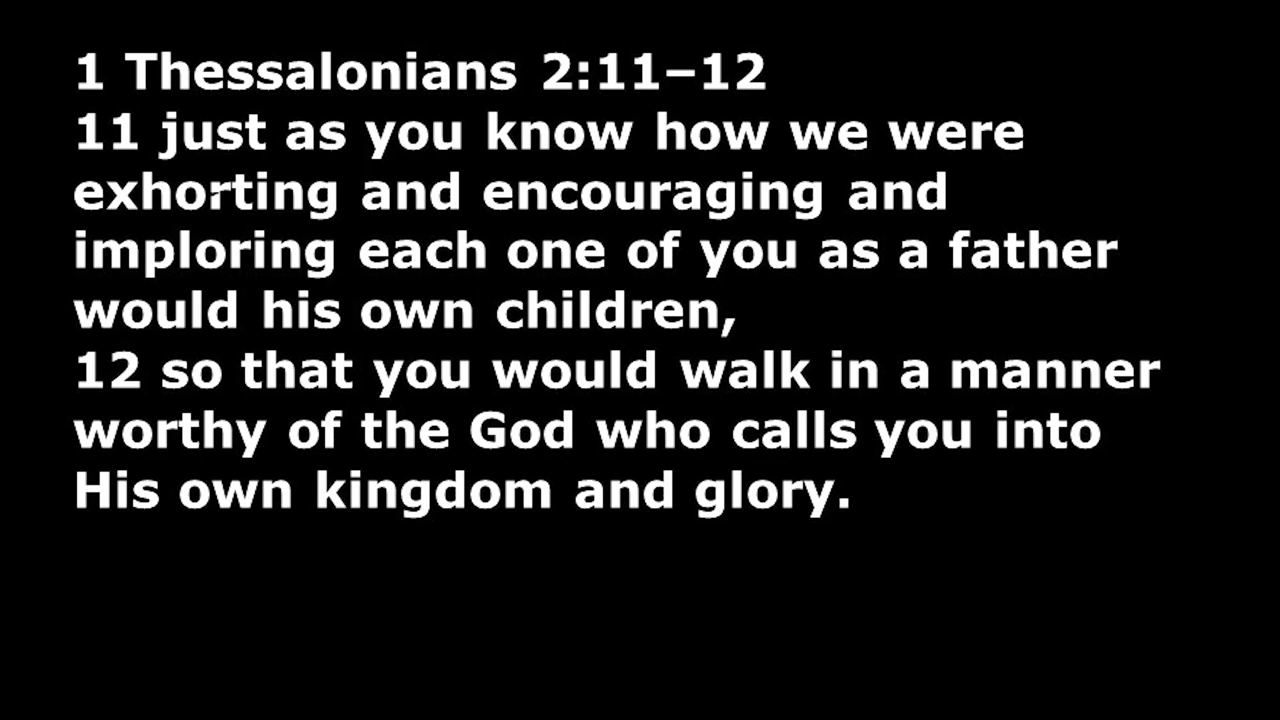 1 Thessalonians 2:11–12
11 just as you know how we were
exhorting and encouraging and
imploring each one of you as a father
would his own children,
12 so that you would walk in a manner
worthy of the God who calls you into
His own kingdom and glory.